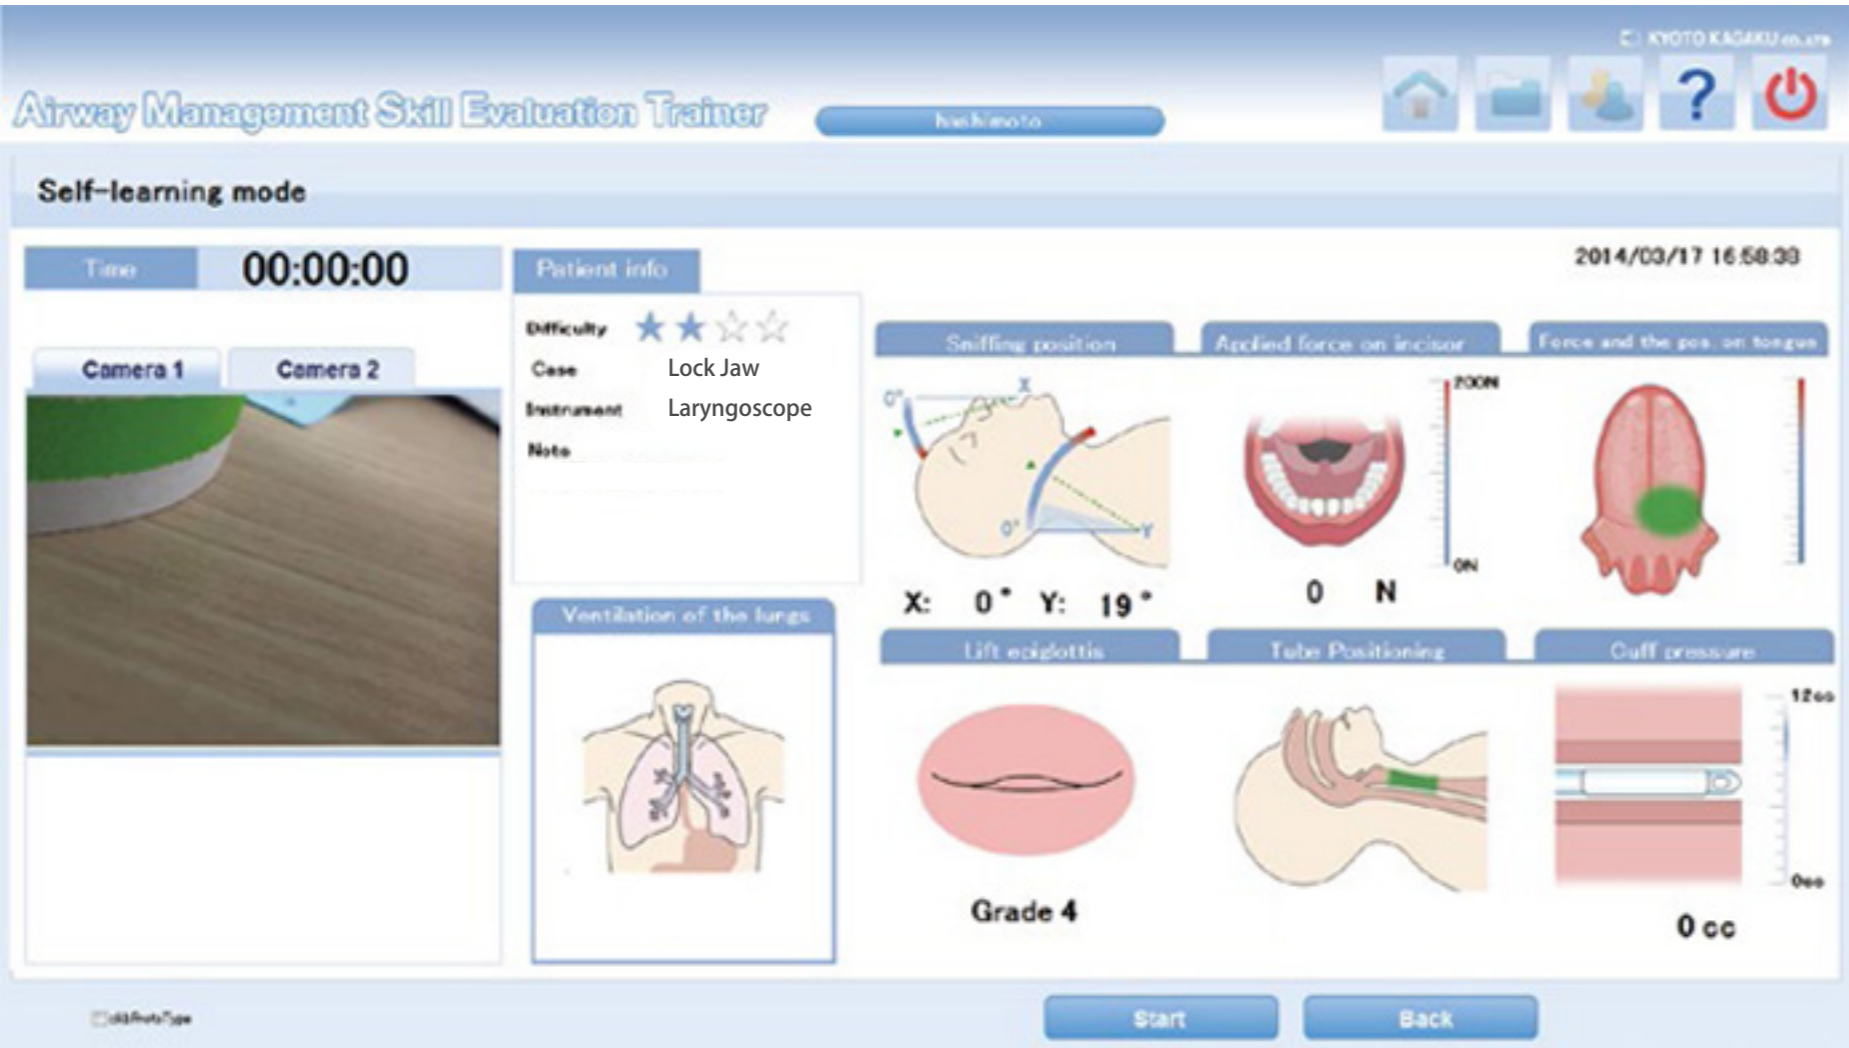 KYOTO KAGAKU co.,LTD
Airway Management Skill Evaluation Trainer
hashimoto
?
Self-learning mode
Time 00:00:00
Camera 1 Camera 2
Patient info
Difficulty
Case Lock Jaw
Instrument Laryngoscope
Note
Ventilation of the lungs
2014/03/17 16:58:38
Sniffing position
0°
X
0°
Y
X: 0° Y: 19°
Applied force on incisor
200N
0N
0 N
Force and the pos. on tongue
Lift epiglottis
Grade 4
Tube Positioning
Cuff pressure
12cc
0cc
0 cc
Start Back